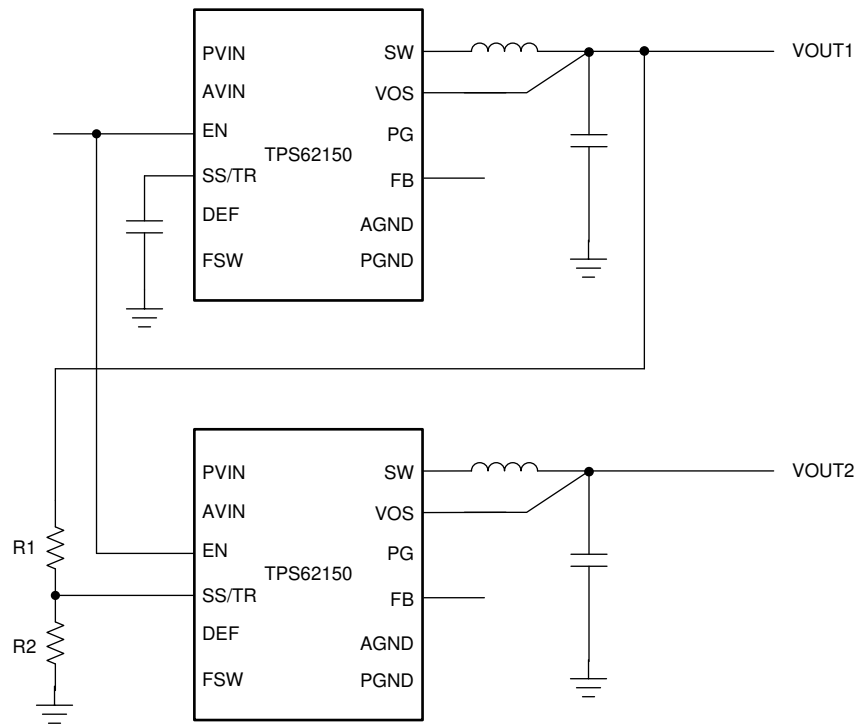 PVIN
SW
VOUT1
AVIN
VOS
EN
PG
TPS62150
SS/TR
FB
DEF
AGND
FSW
PGND
PVIN
SW
VOUT2
AVIN
VOS
R1
EN
PG
TPS62150
SS/TR
FB
DEF
R2
AGND
FSW
PGND